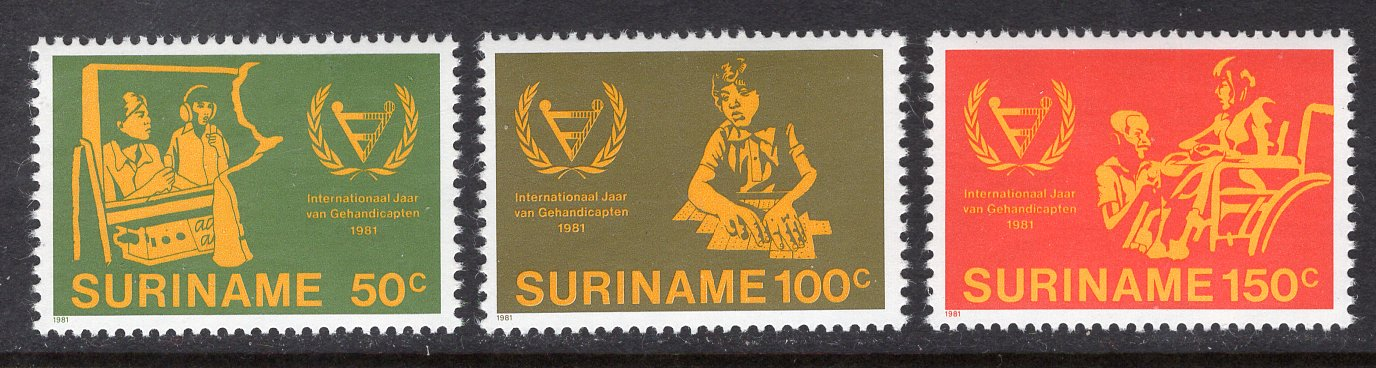 Internationaal Jaar
van Gehandicapten
1981
SURINAME 50c
1981
Internationaal Jaar
van Gehandicapten
1981
SURINAME 100c
1981
Internationaal Jaar
van Gehandicapten
1981
SURINAME 150c
1981